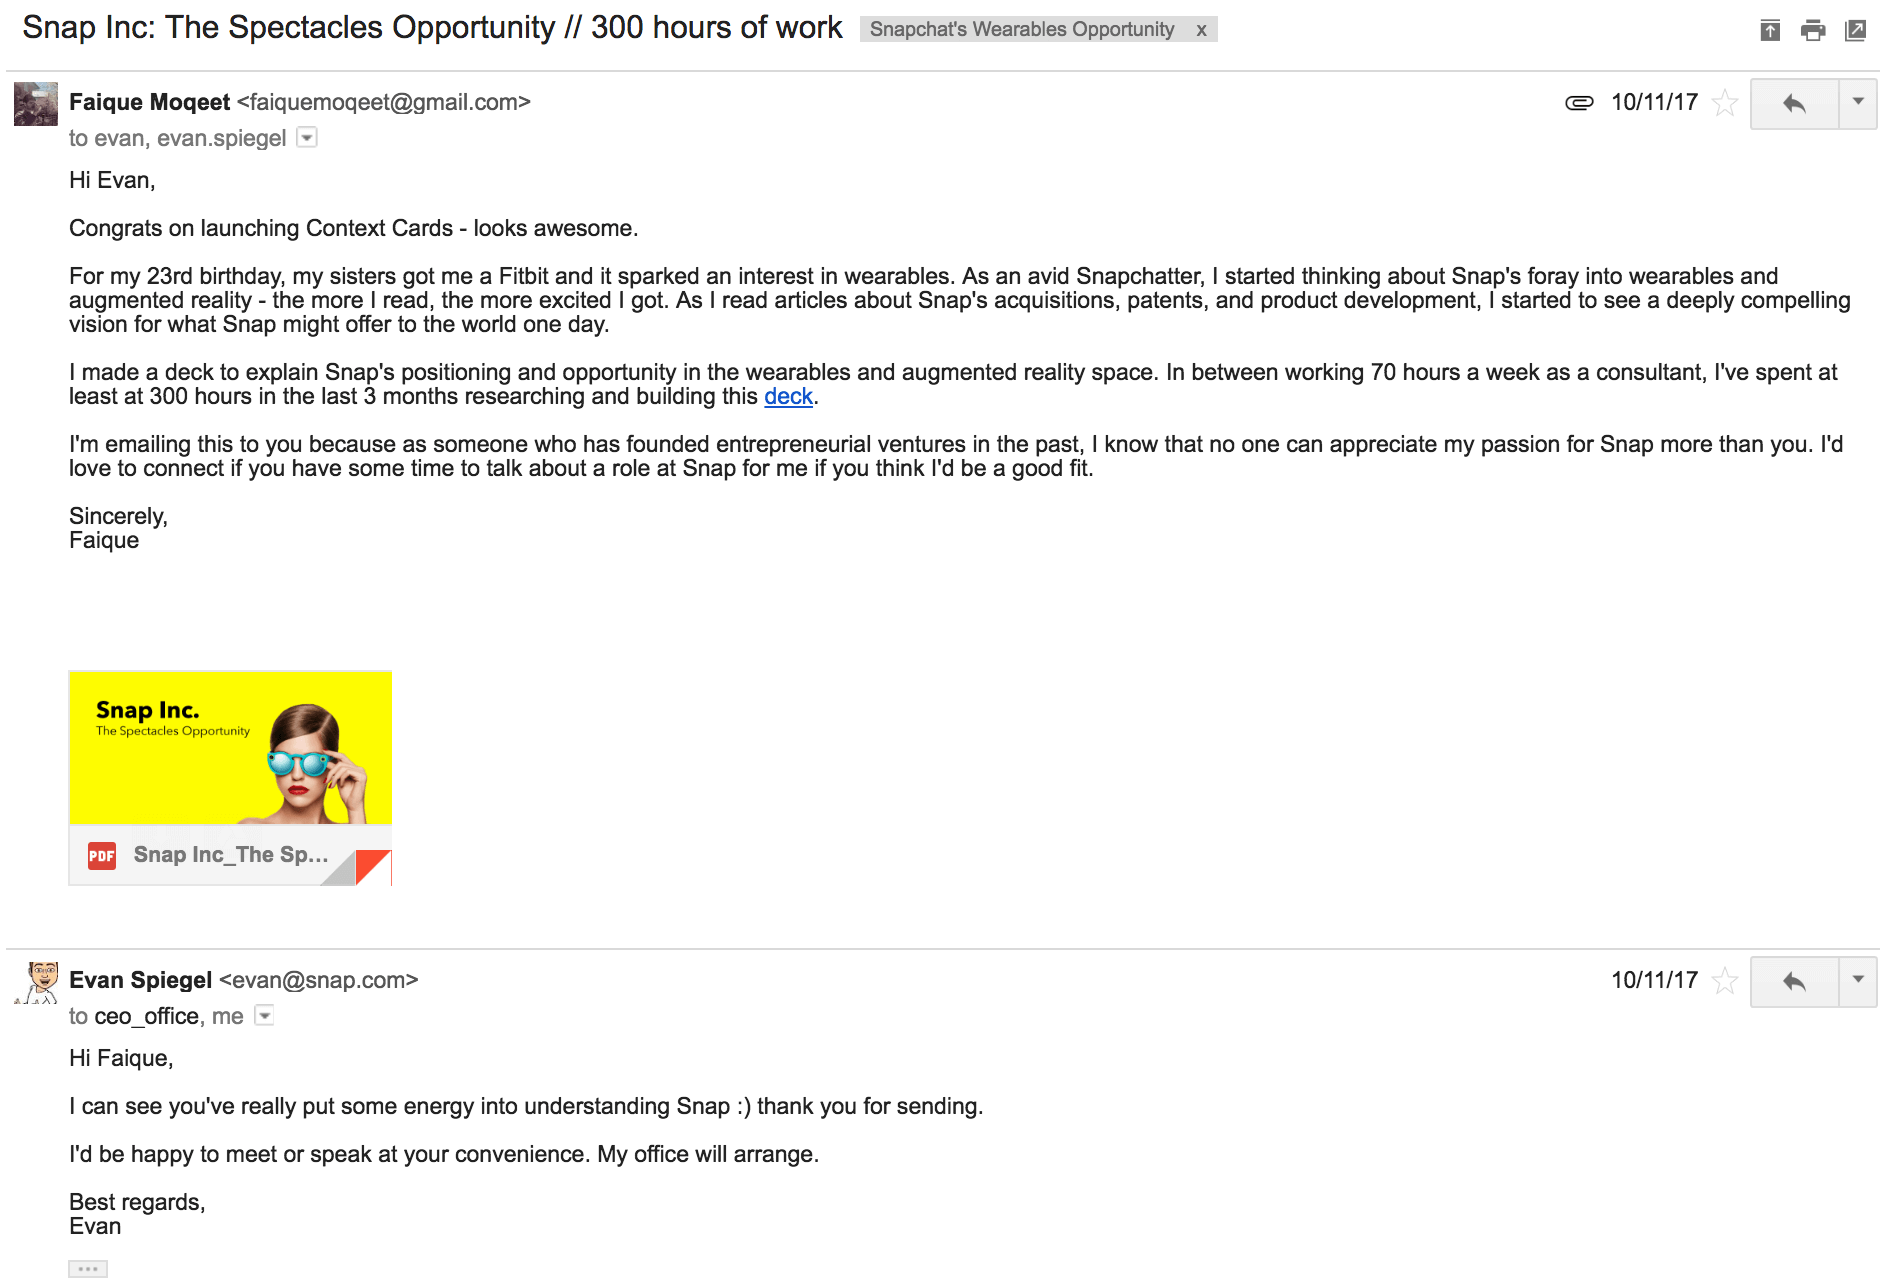 Snap Inc: The Spectacles Opportunity // 300 hours of work
Snapchat's Wearables Opportunity x
Faique Moqeet <faiquemoqeet@gmail.com>
10/11/17
to evan, evan.spiegel
Hi Evan,
Congrats on launching Context Cards - looks awesome.
For my 23rd birthday, my sisters got me a Fitbit and it sparked an interest in wearables. As an avid Snapchatter, I started thinking about Snap's foray into wearables and
augmented reality - the more I read, the more excited I got. As I read articles about Snap's acquisitions, patents, and product development, I started to see a deeply compelling
vision for what Snap might offer to the world one day.
I made a deck to explain Snap's positioning and opportunity in the wearables and augmented reality space. In between working 70 hours a week as a consultant, I've spent at
least at 300 hours in the last 3 months researching and building this deck.
I'm emailing this to you because as someone who has founded entrepreneurial ventures in the past, I know that no one can appreciate my passion for Snap more than you. I'd
love to connect if you have some time to talk about a role at Snap for me if you think I'd be a good fit.
Sincerely,
Faique
Snap Inc.
The Spectacles Opportunity
PDF Snap Inc_The Sp...
Evan Spiegel <evan@snap.com>
10/11/17
to ceo_office, me
Hi Faique,
I can see you've really put some energy into understanding Snap :) thank you for sending.
I'd be happy to meet or speak at your convenience. My office will arrange.
Best regards,
Evan